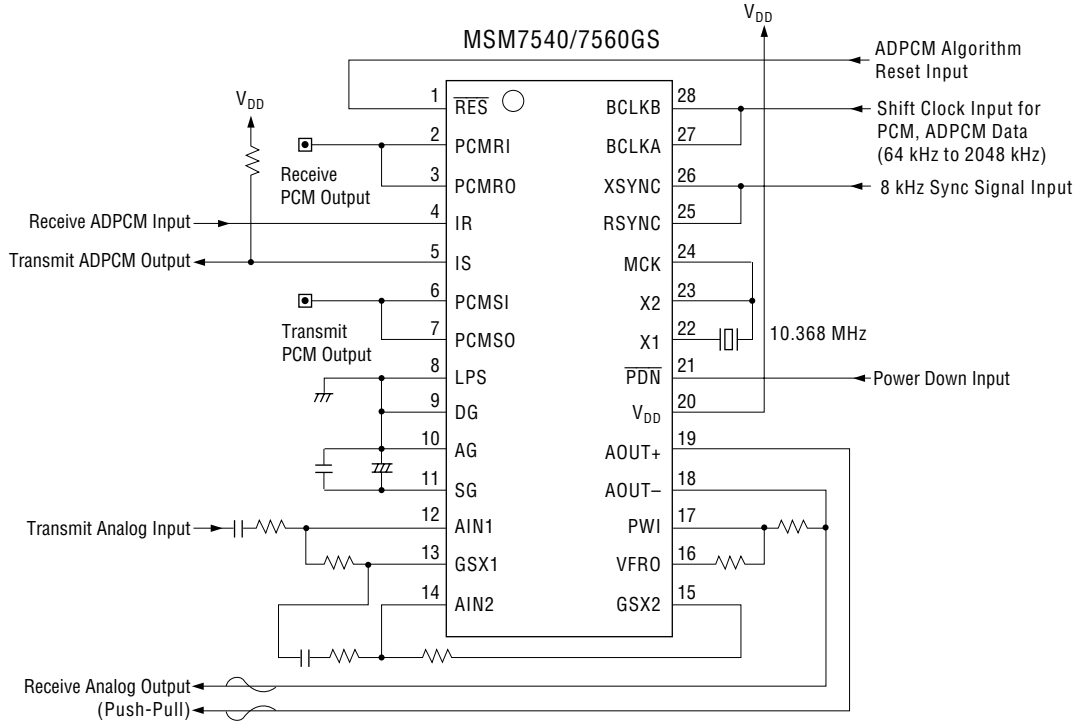 V_DD
MSM7540/7560GS
ADPCM Algorithm
Reset Input
V_DD
1
RES
BCLKB
28
Shift Clock Input for
PCM, ADPCM Data
(64 kHz to 2048 kHz)
2
PCMRI
BCLKA
27
Receive
PCM Output
3
PCMRO
XSYNC
26
8 kHz Sync Signal Input
Receive ADPCM Input
4
IR
RSYNC
25
Transmit ADPCM Output
5
IS
MCK
24
6
PCMSI
X2
23
Transmit
PCM Output
7
PCMSO
X1
22
10.368 MHz
8
LPS
PDN
21
Power Down Input
9
DG
V_DD
20
10
AG
AOUT+
19
11
SG
AOUT–
18
Transmit Analog Input
12
AIN1
PWI
17
13
GSX1
VFRO
16
14
AIN2
GSX2
15
Receive Analog Output
(Push-Pull)